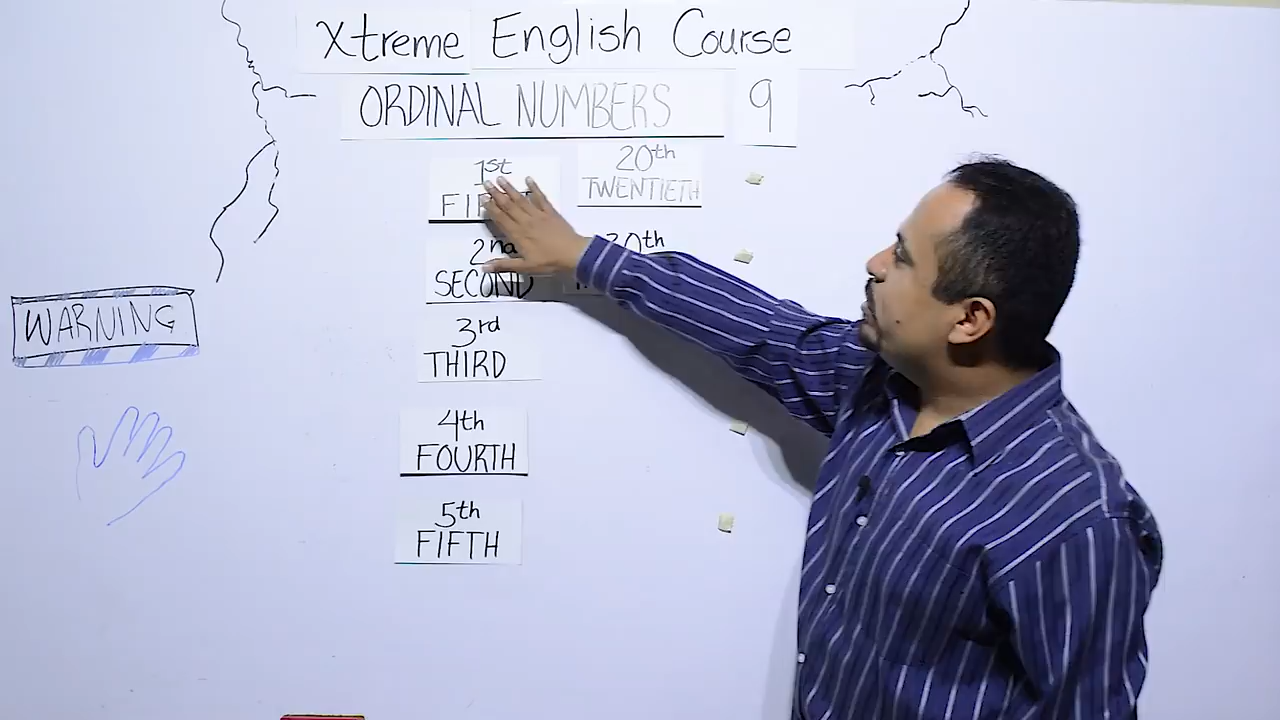 Xtreme English Course
ORDINAL NUMBERS 9
1st
20th
TWENTIETH
2nd
30th
SECOND
WARNING
3rd
THIRD
4th
FOURTH
5th
FIFTH